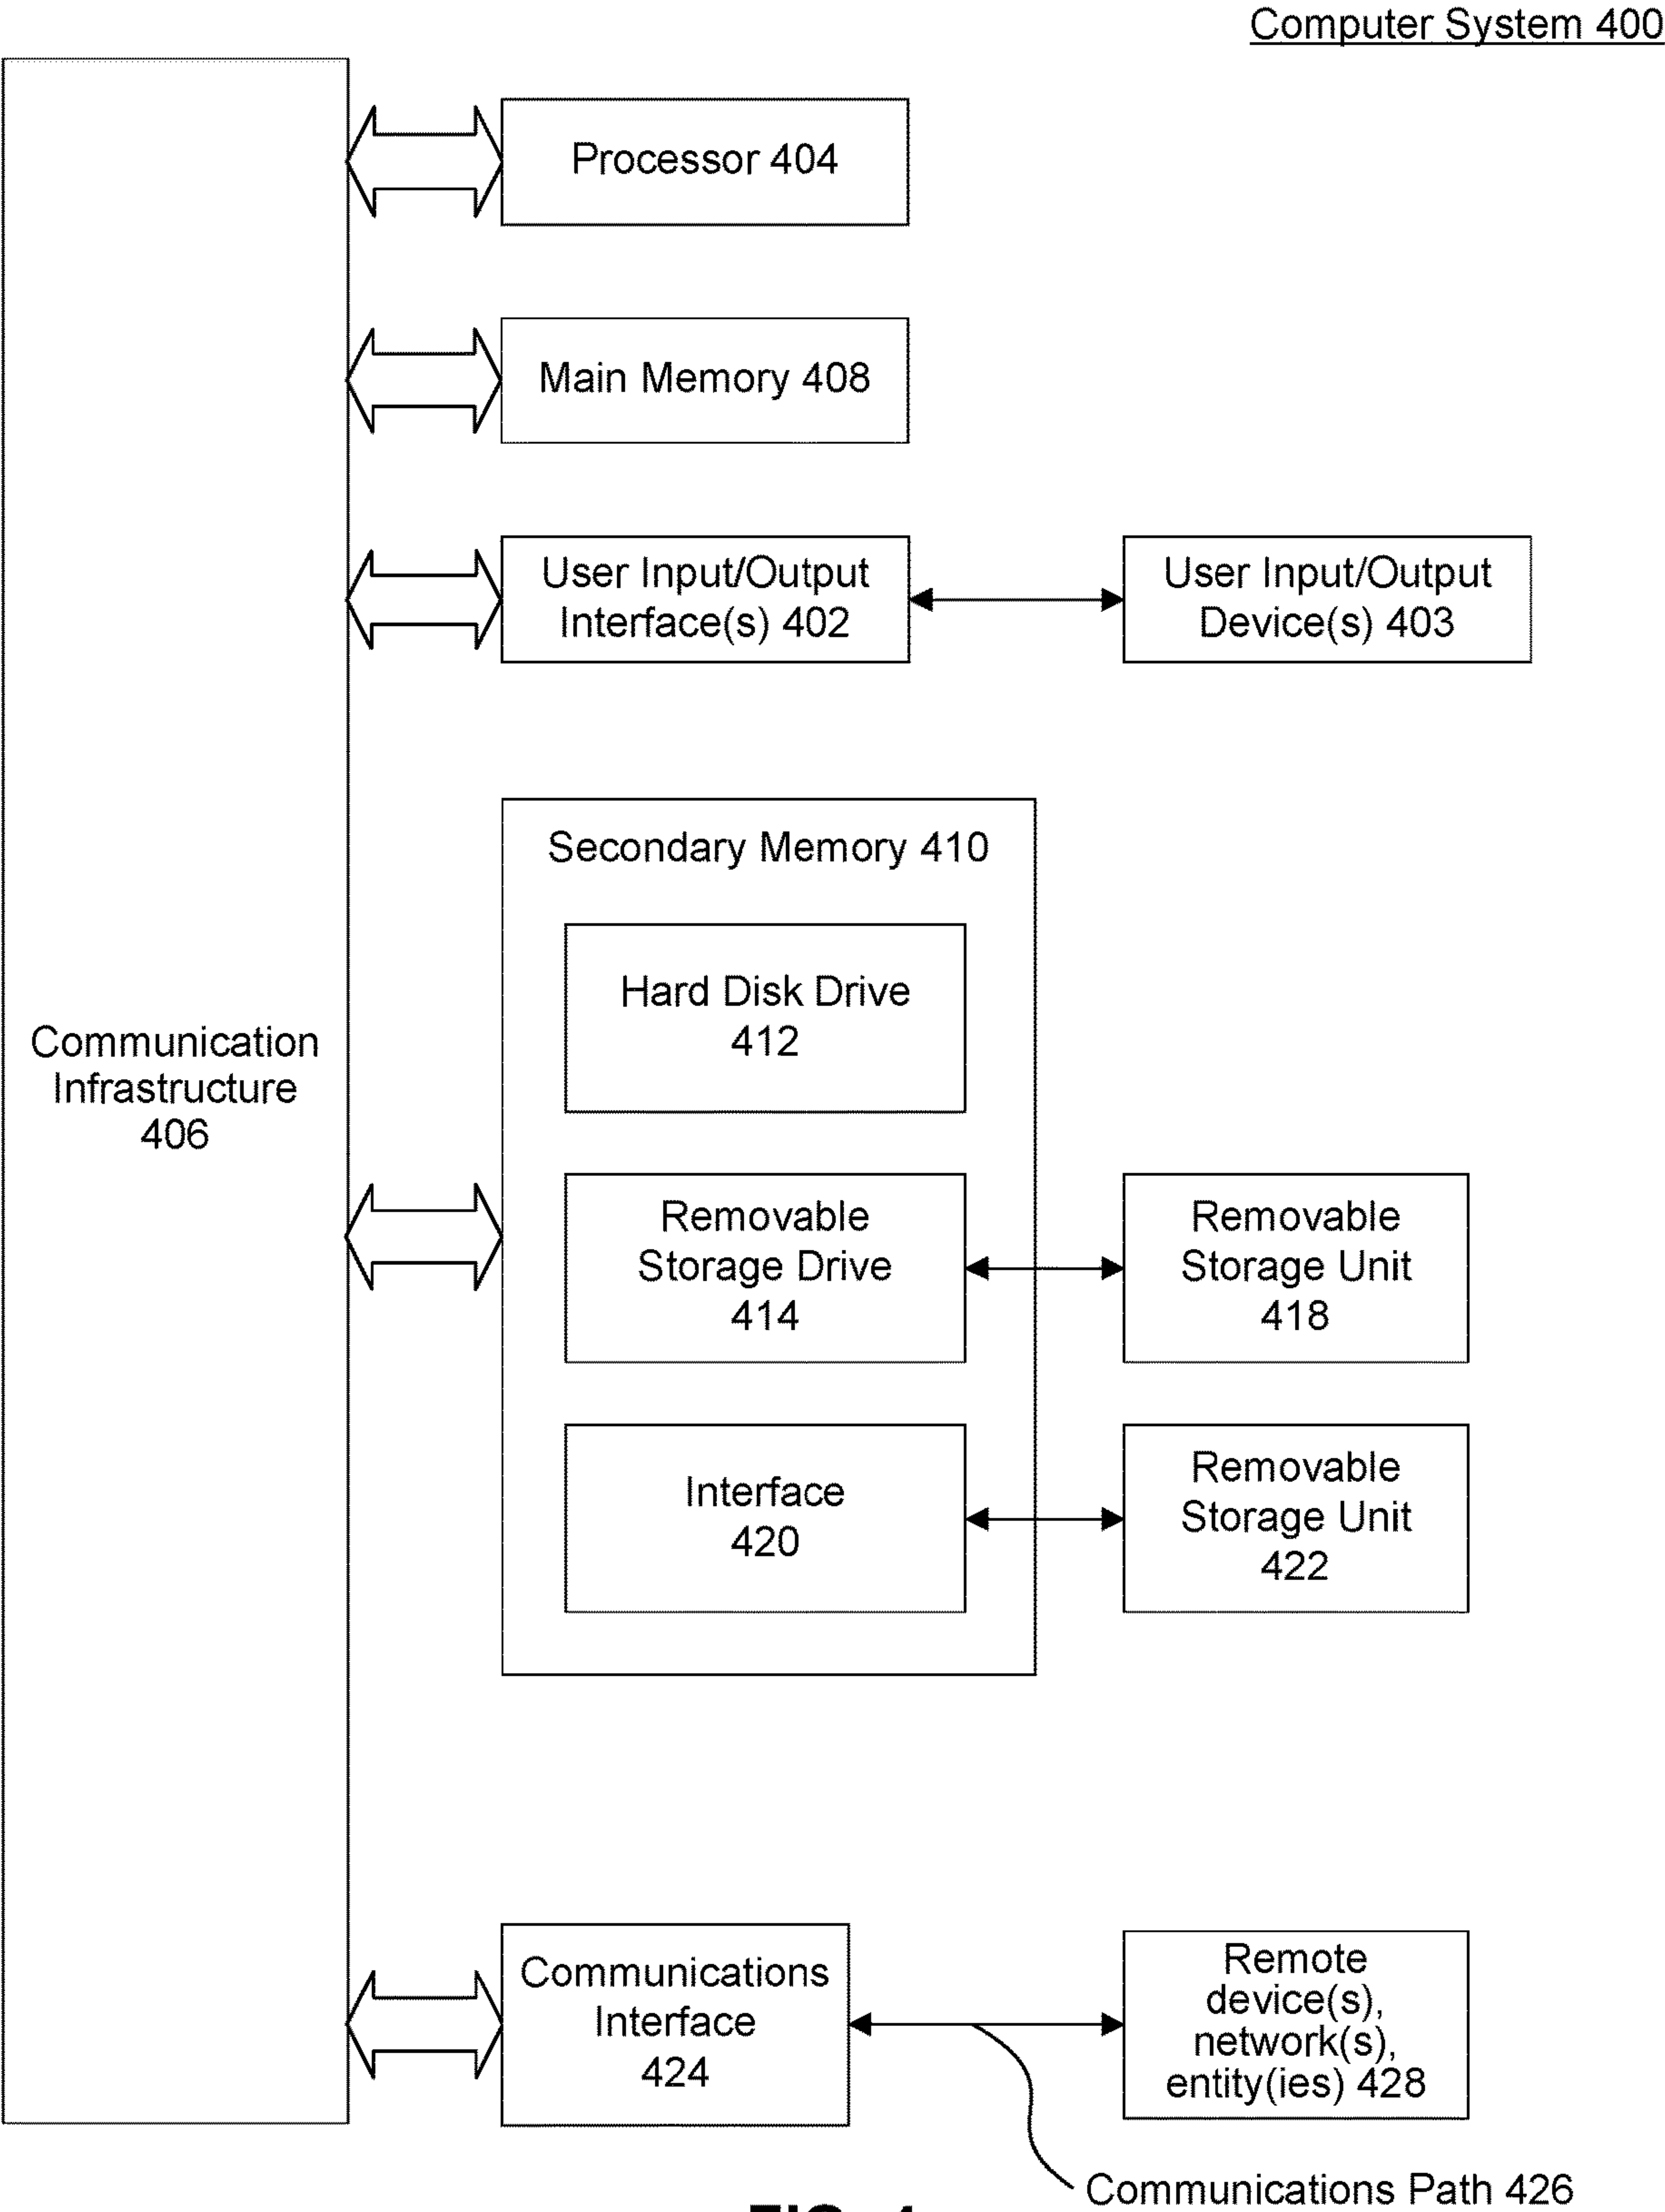 Computer System 400
Processor 404
Main Memory 408
User Input/Output
Interface(s) 402
User Input/Output
Device(s) 403
Secondary Memory 410
Hard Disk Drive
412
Communication
Infrastructure
406
Removable
Storage Drive
414
Removable
Storage Unit
418
Interface
420
Removable
Storage Unit
422
Communications
Interface
424
Remote
device(s),
network(s),
entity(ies) 428
Communications Path 426